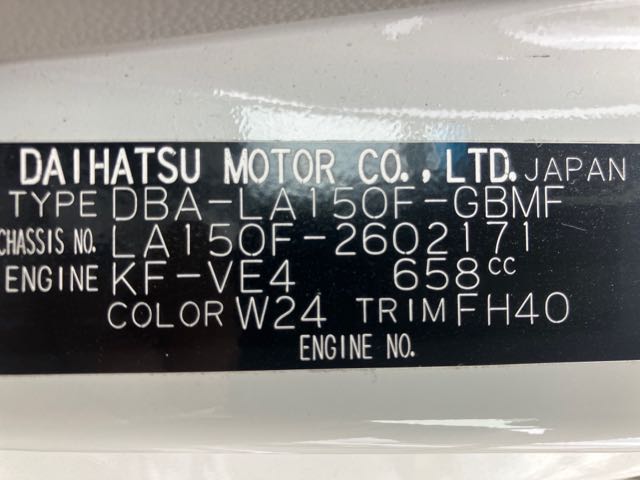 DAIHATSU MOTOR CO.,LTD. JAPAN
TYPE DBA-LA150F-GBMF
CHASSIS NO. LA150F-2602171
ENGINE KF-VE4 658cc
COLOR W24 TRIM FH40
ENGINE NO.